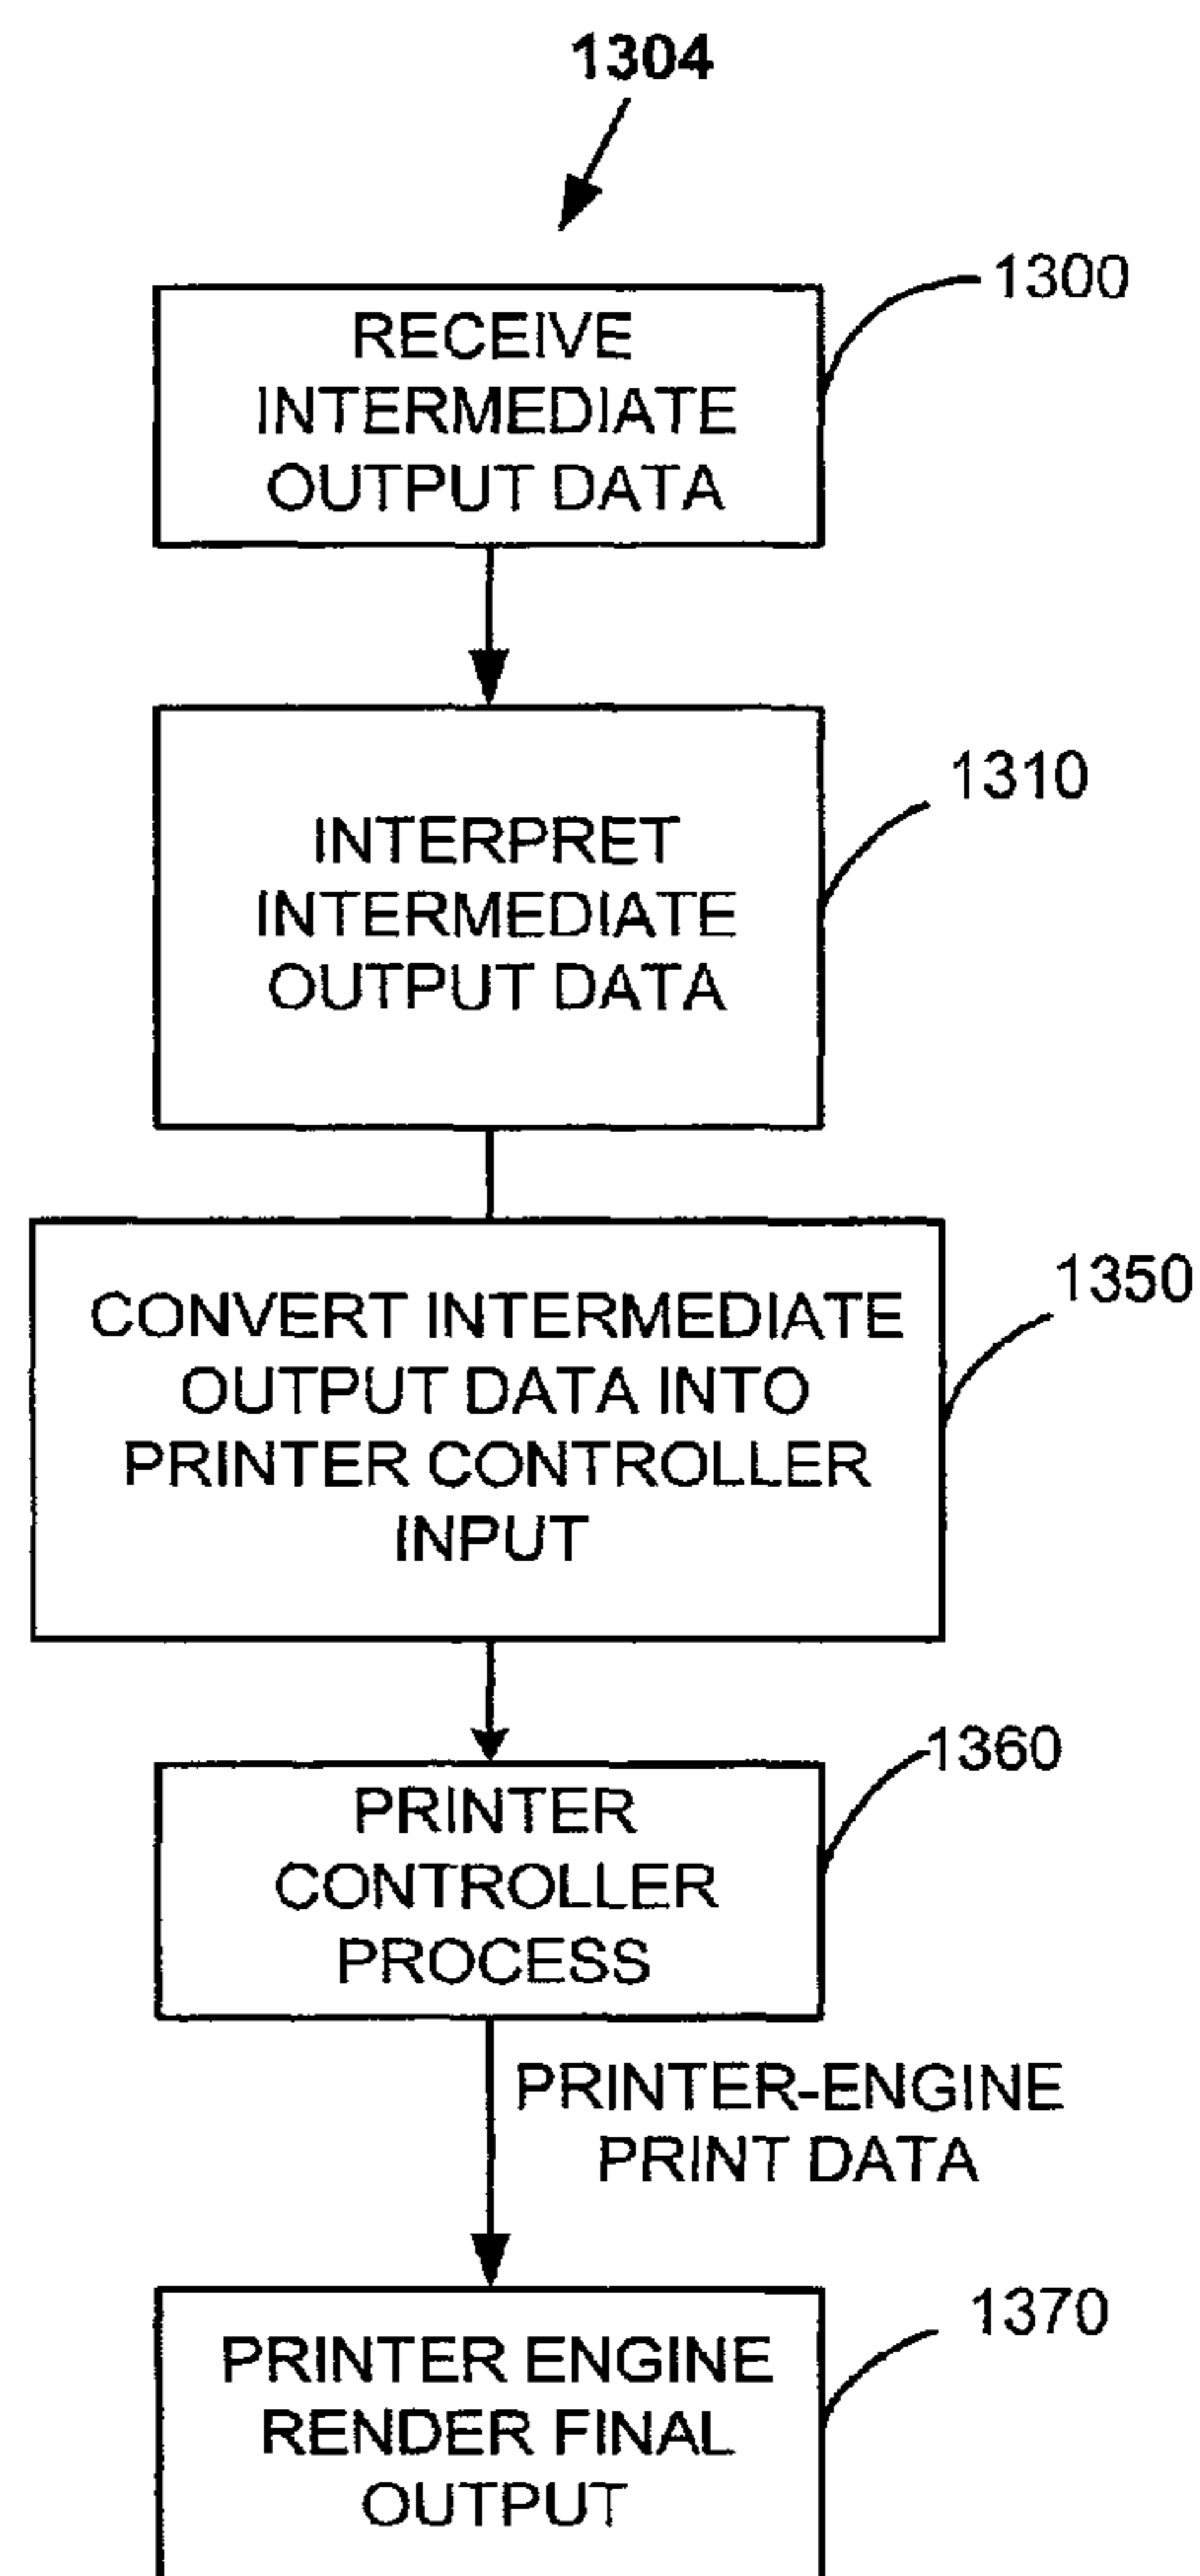 1304
1300
RECEIVE
INTERMEDIATE
OUTPUT DATA
1310
INTERPRET
INTERMEDIATE
OUTPUT DATA
1350
CONVERT INTERMEDIATE
OUTPUT DATA INTO
PRINTER CONTROLLER
INPUT
1360
PRINTER
CONTROLLER
PROCESS
PRINTER-ENGINE
PRINT DATA
1370
PRINTER ENGINE
RENDER FINAL
OUTPUT